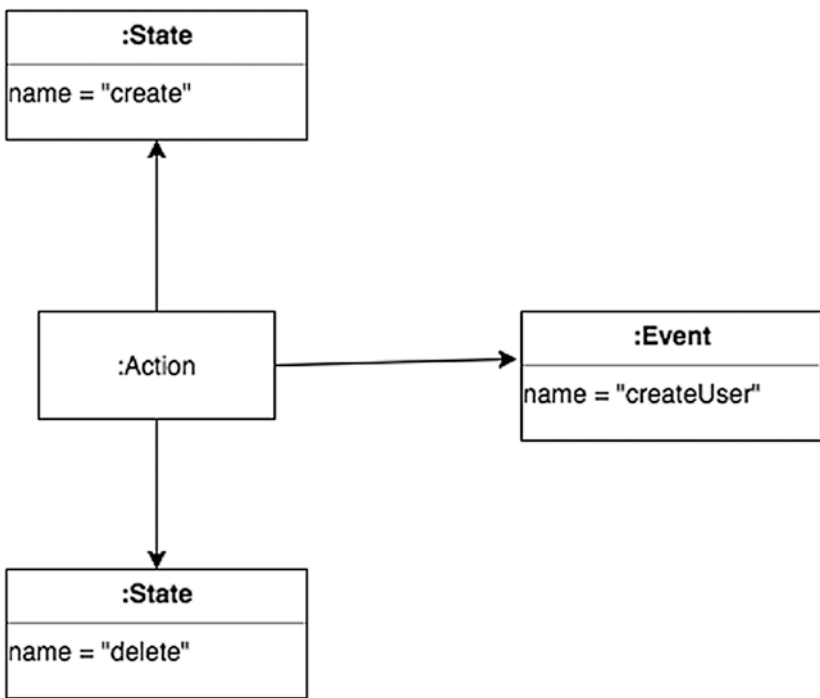 :State
name = "create"
:Action
:Event
name = "createUser"
:State
name = "delete"